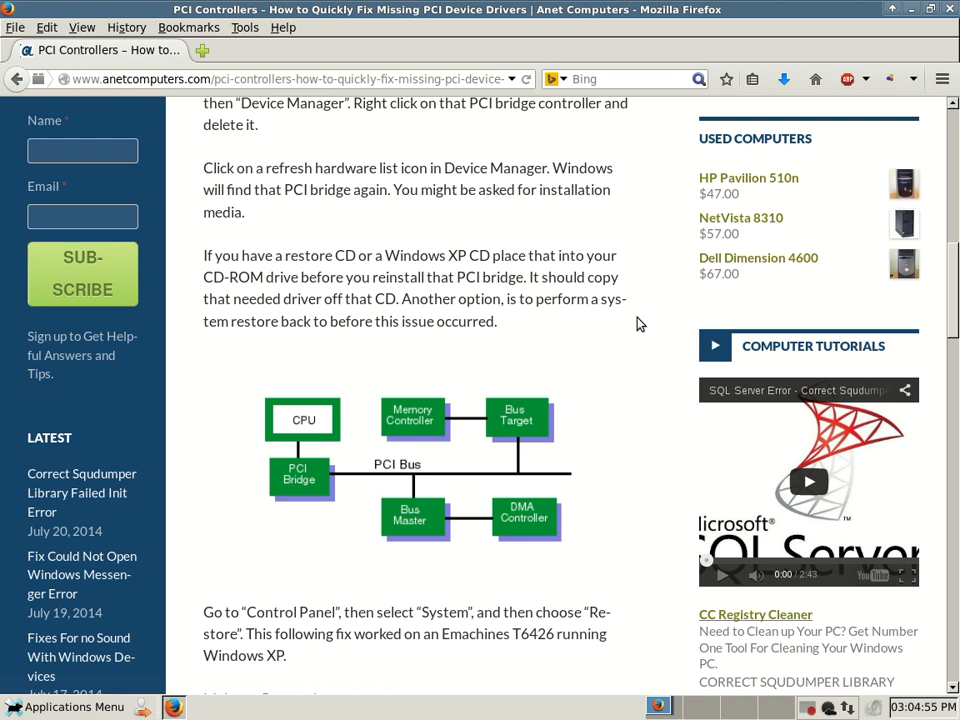 PCI Controllers – How to Quickly Fix Missing PCI Device Drivers | Anet Computers - Mozilla Firefox
File Edit View History Bookmarks Tools Help
PCI Controllers – How to...
www.anetcomputers.com/pci-controllers-how-to-quickly-fix-missing-pci-device-
Bing
ABP
Name *
Email *
SUB-
SCRIBE
Sign up to Get Help-
ful Answers and
Tips.
LATEST
Correct Squdumper
Library Failed Init
Error
July 20, 2014
Fix Could Not Open
Windows Messen-
ger Error
July 19, 2014
Fixes For no Sound
With Windows De-
vices
July 17, 2014
then “Device Manager”. Right click on that PCI bridge controller and
delete it.
Click on a refresh hardware list icon in Device Manager. Windows
will find that PCI bridge again. You might be asked for installation
media.
If you have a restore CD or a Windows XP CD place that into your
CD-ROM drive before you reinstall that PCI bridge. It should copy
that needed driver off that CD. Another option, is to perform a sys-
tem restore back to before this issue occurred.
CPU
Memory
Controller
Bus
Target
PCI
Bridge
PCI Bus
Bus
Master
DMA
Controller
Go to “Control Panel”, then select “System”, and then choose “Re-
store”. This following fix worked on an Emachines T6426 running
Windows XP.
USED COMPUTERS
HP Pavilion 510n
$47.00
NetVista 8310
$57.00
Dell Dimension 4600
$67.00
COMPUTER TUTORIALS
SQL Server Error - Correct Squdump
Microsoft®
SQL Server
0:00 / 2:43
YouTube
CC Registry Cleaner
Need to Clean up Your PC? Get Number
One Tool For Cleaning Your Windows
PC.
CORRECT SQUDUMPER LIBRARY
Applications Menu
03:04:55 PM